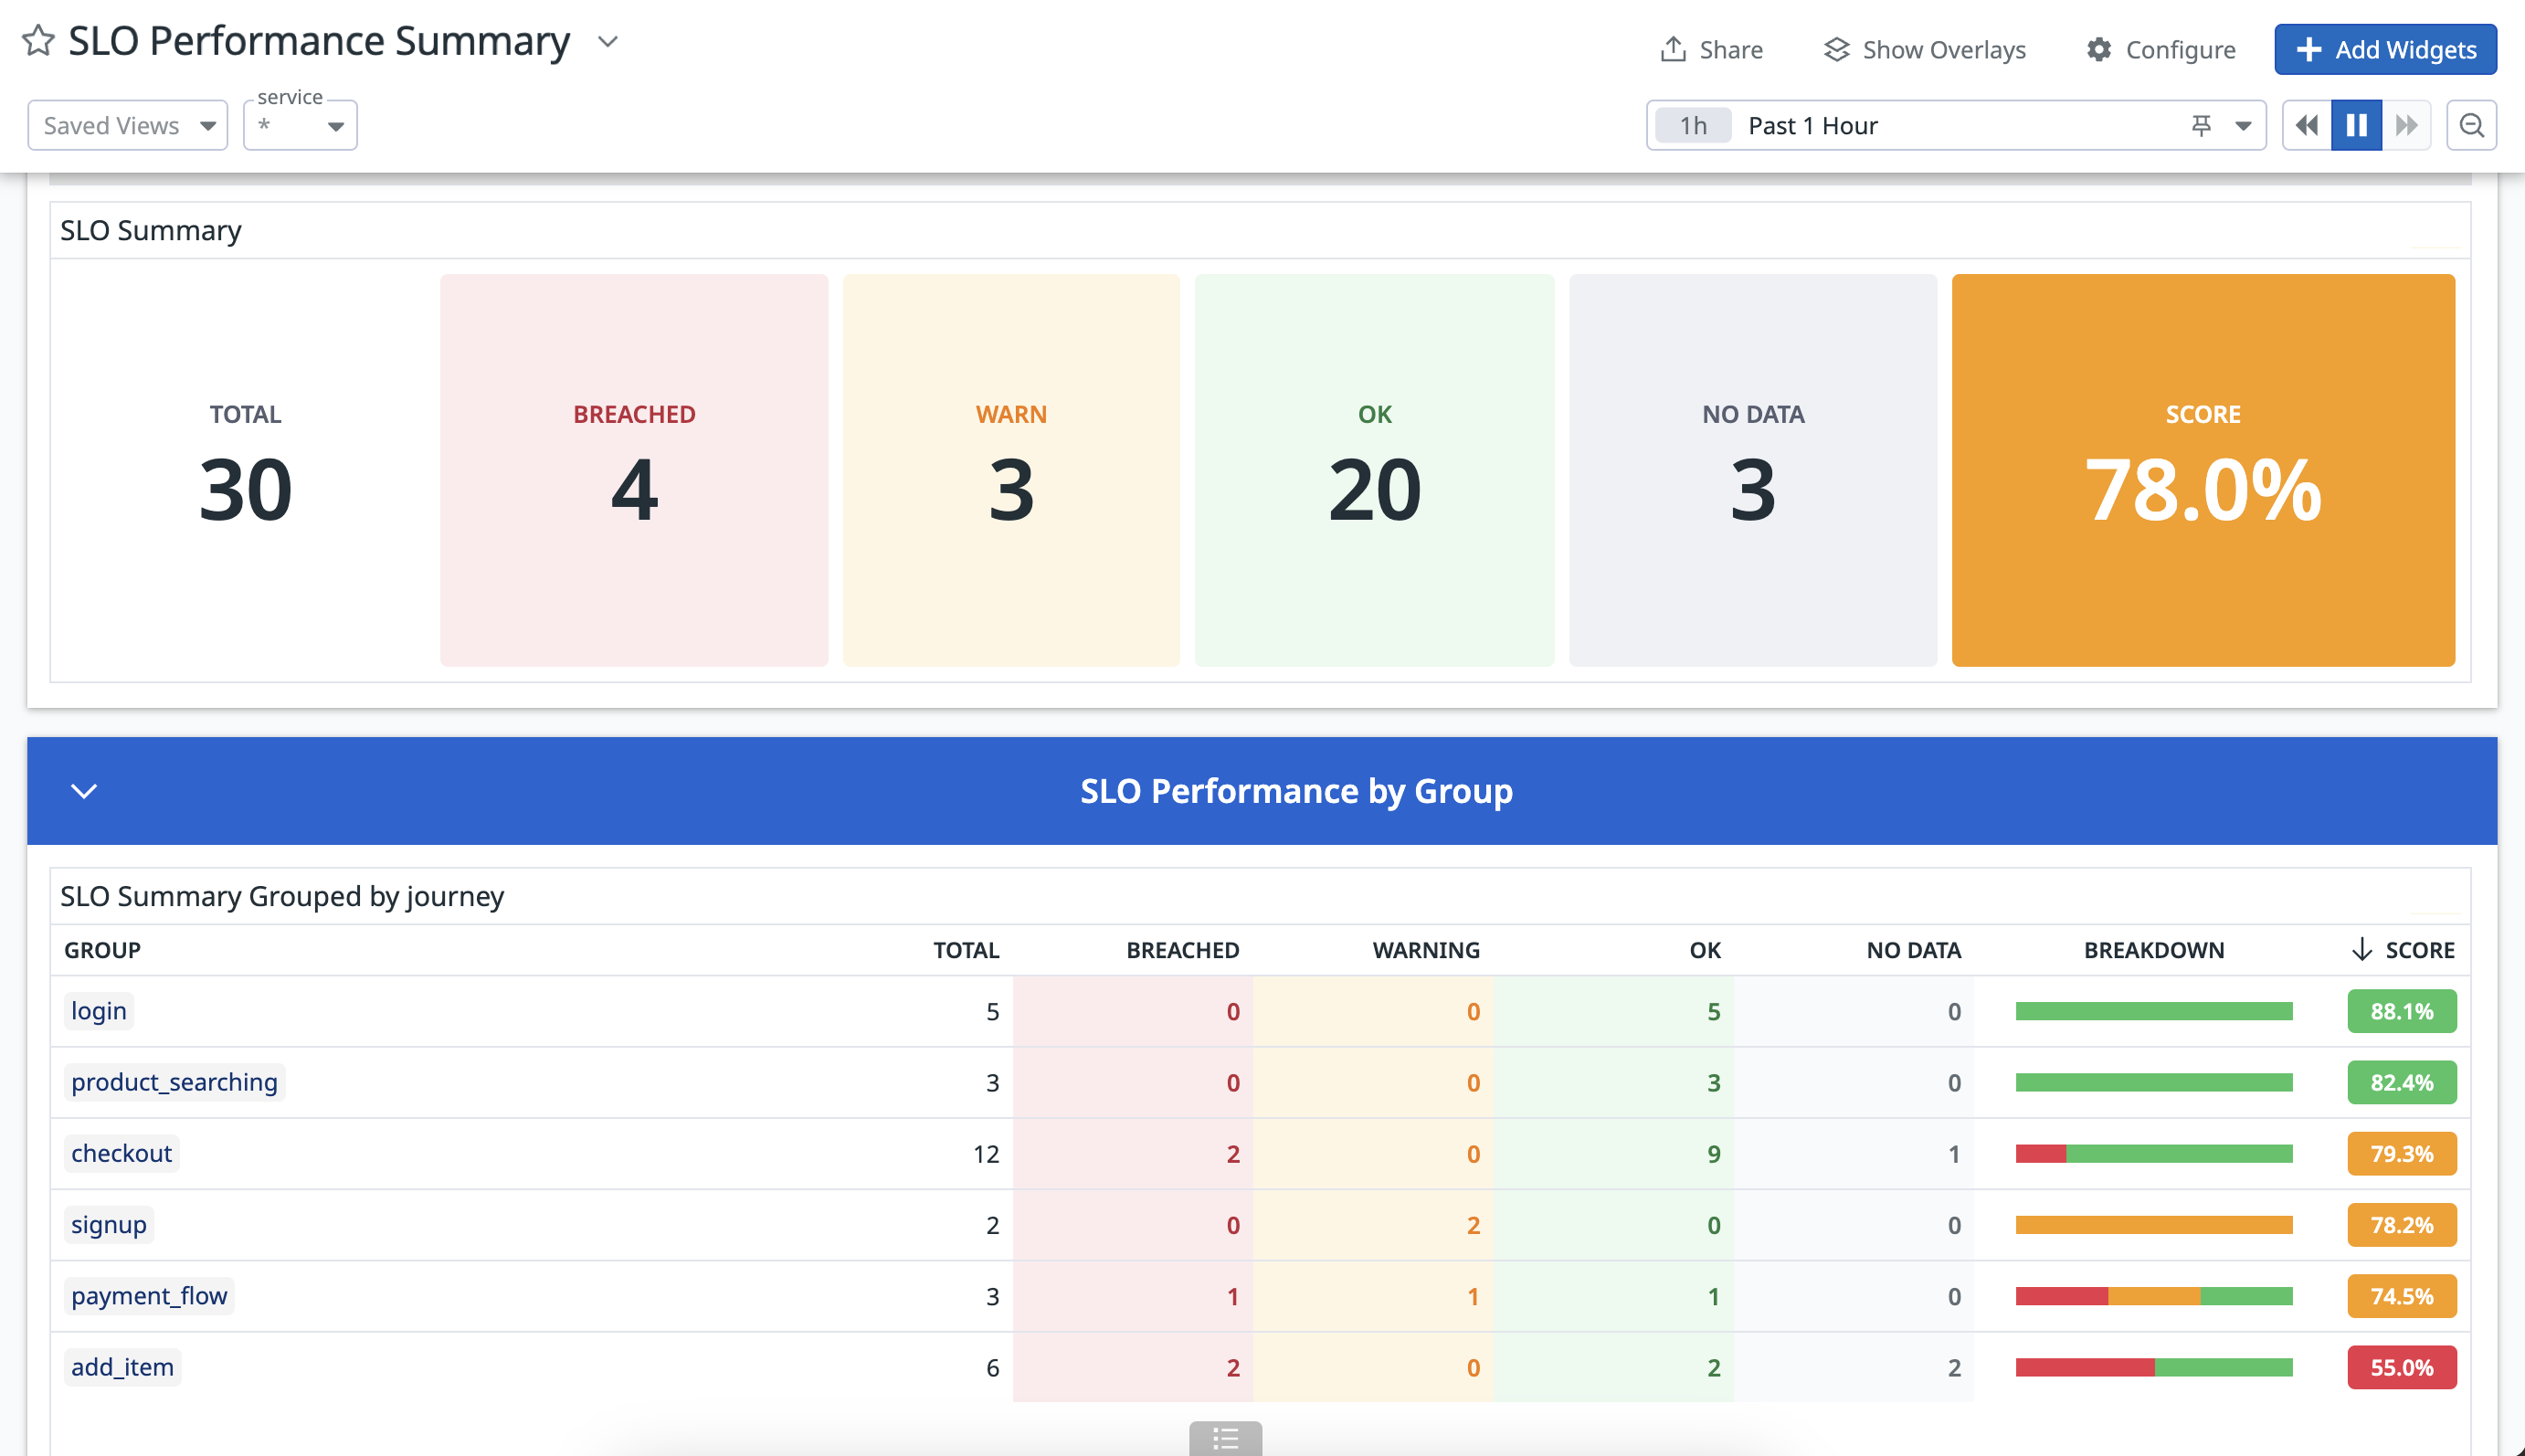 SLO Performance Summary
Share
Show Overlays
Configure
Add Widgets
Saved Views
service
*
1h
Past 1 Hour
SLO Summary
TOTAL
30
BREACHED
4
WARN
3
OK
20
NO DATA
3
SCORE
78.0%
SLO Performance by Group
SLO Summary Grouped by journey
GROUP TOTAL BREACHED WARNING OK NO DATA BREAKDOWN SCORE
login 5 0 0 5 0 88.1%
product_searching 3 0 0 3 0 82.4%
checkout 12 2 0 9 1 79.3%
signup 2 0 2 0 0 78.2%
payment_flow 3 1 1 1 0 74.5%
add_item 6 2 0 2 2 55.0%